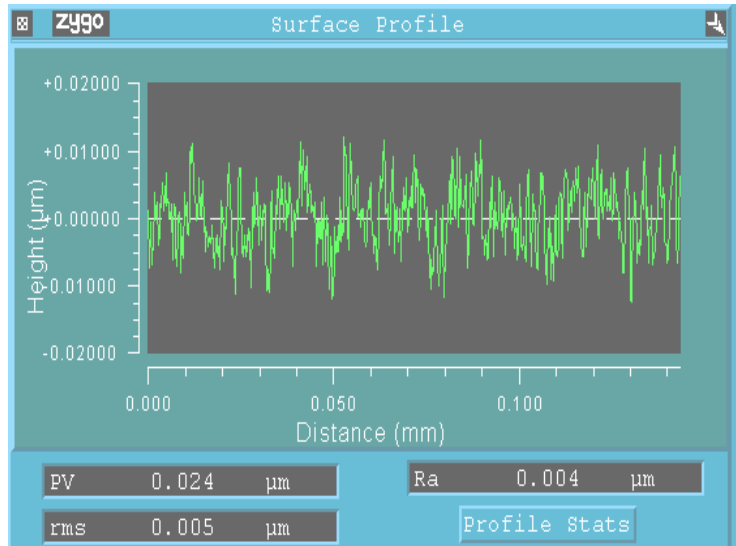 zygo Surface Profile
+0.02000
+0.01000
+0.00000
-0.01000
-0.02000
Height (µm)
0.000 0.050 0.100
Distance (mm)
PV 0.024 µm Ra 0.004 µm
rms 0.005 µm Profile Stats